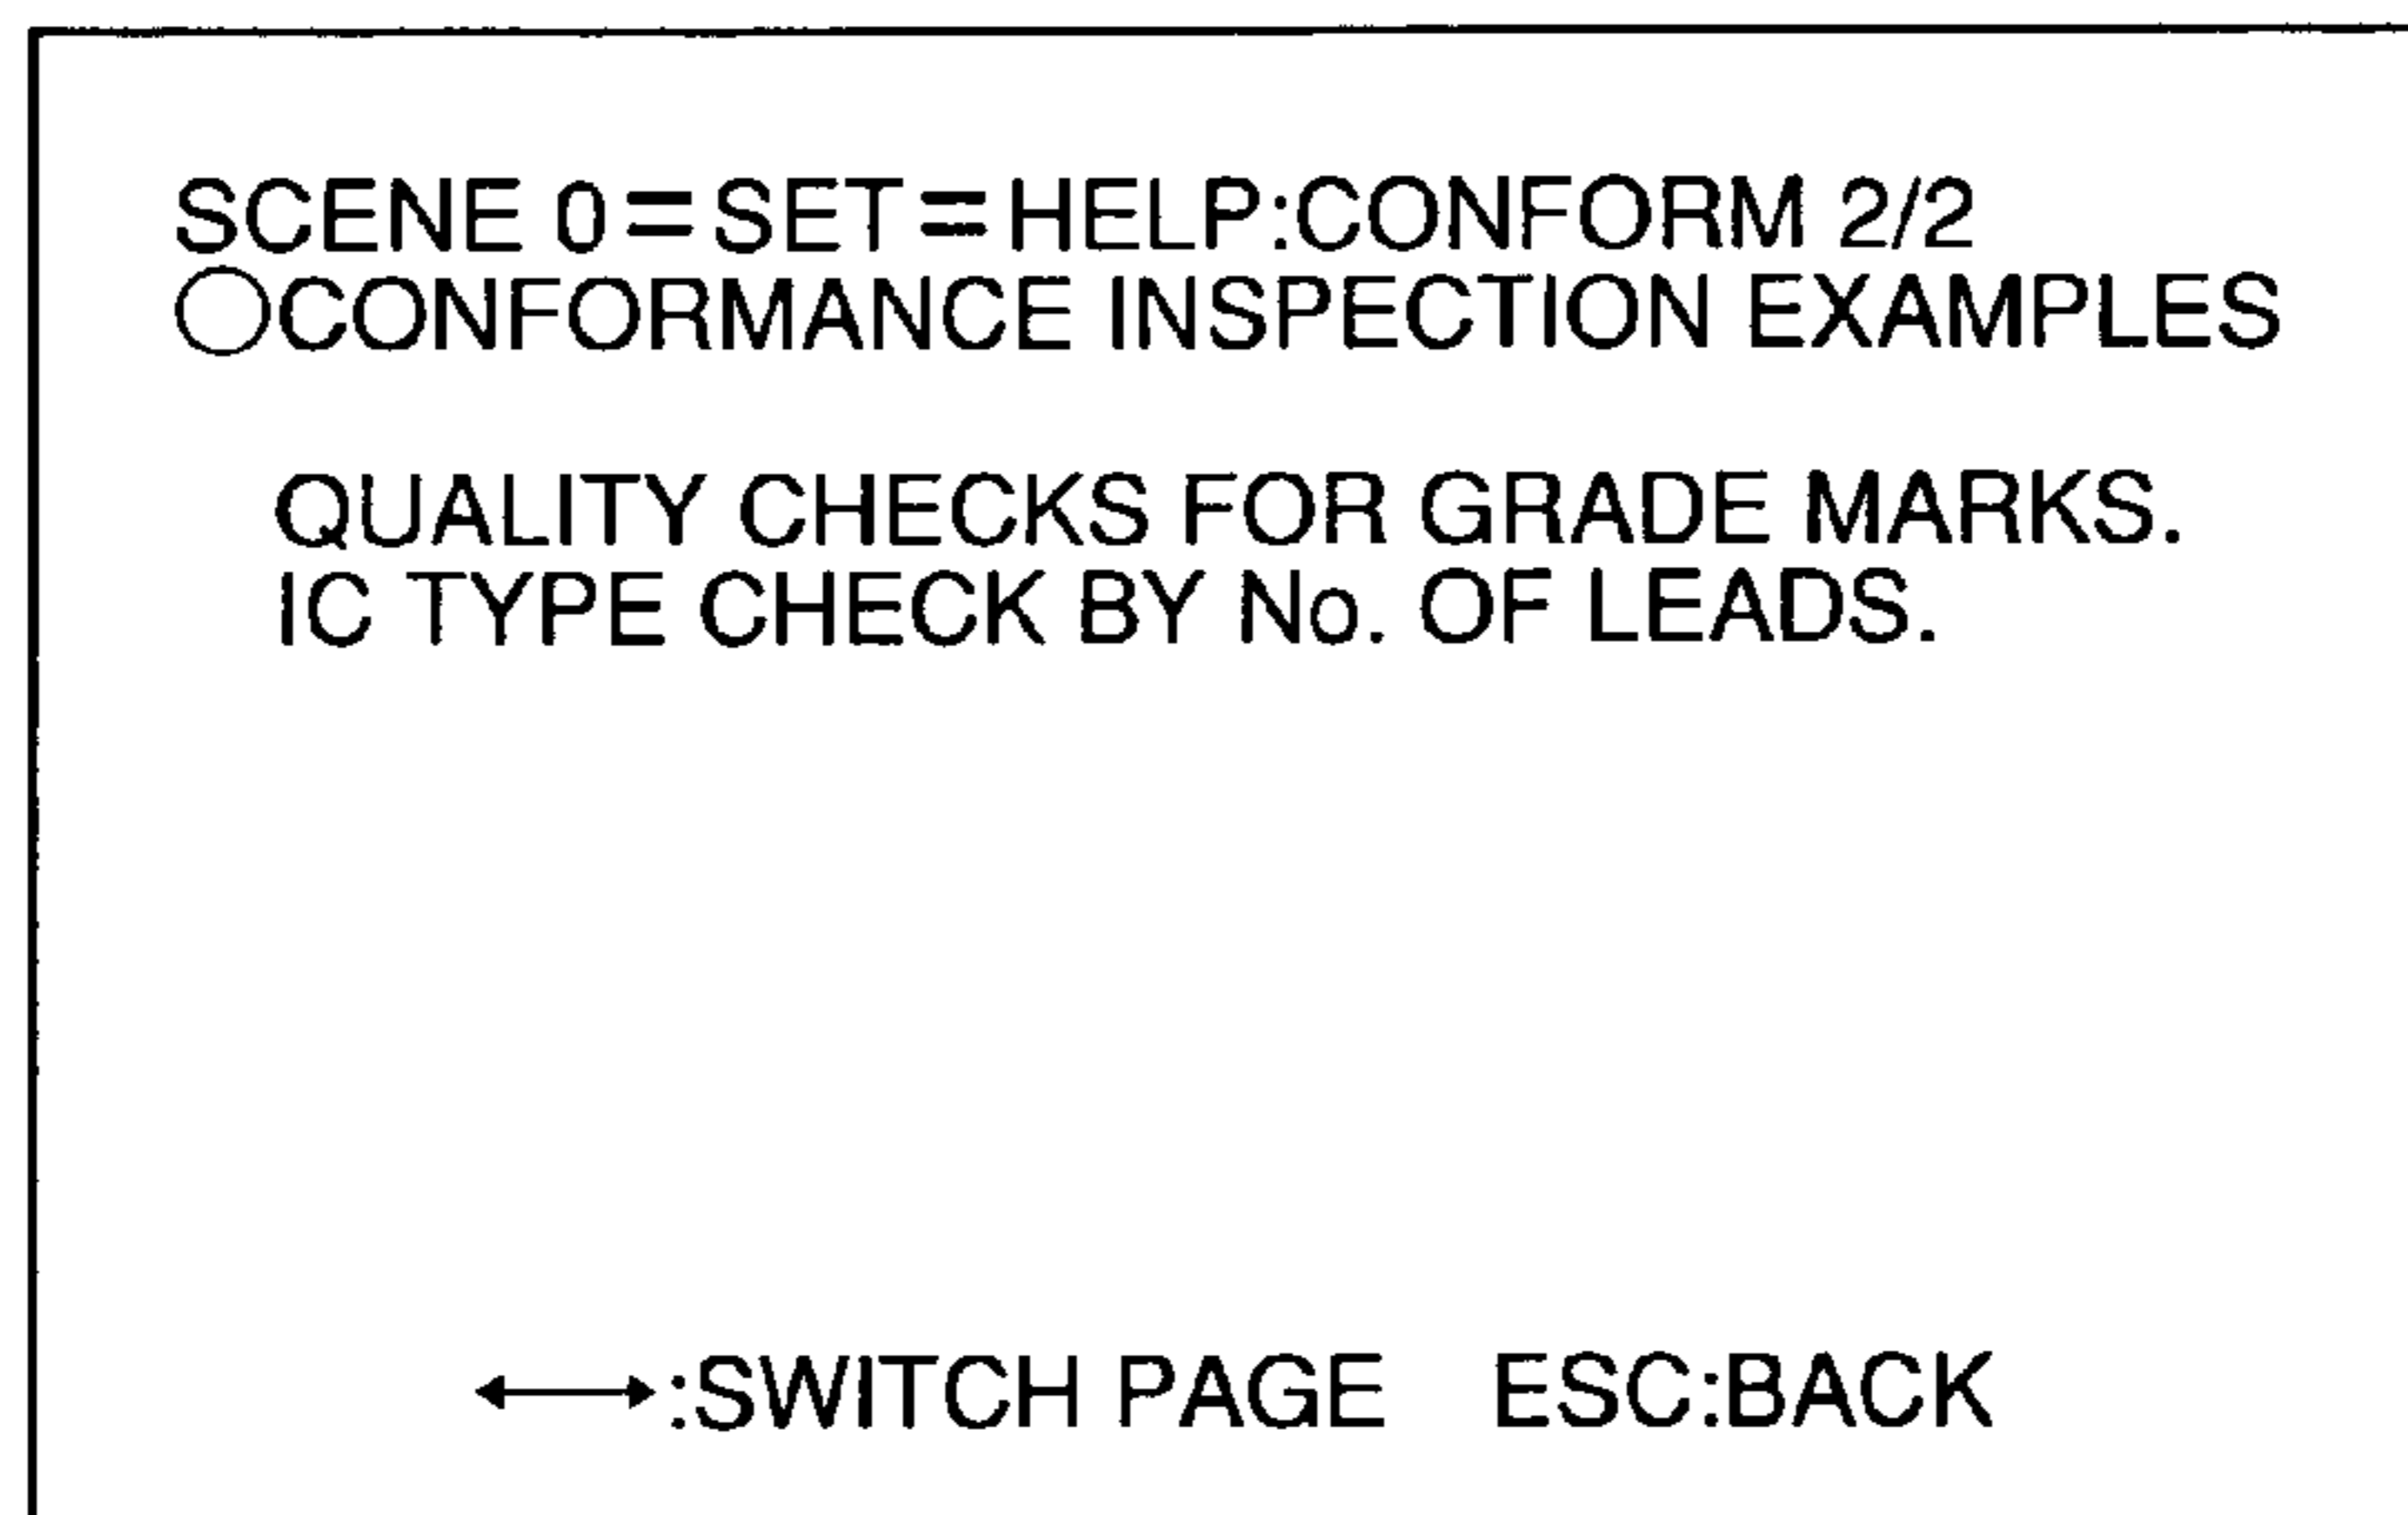 SCENE 0=SET=HELP:CONFORM 2/2
○CONFORMANCE INSPECTION EXAMPLES
QUALITY CHECKS FOR GRADE MARKS.
IC TYPE CHECK BY No. OF LEADS.
←→:SWITCH PAGE ESC:BACK